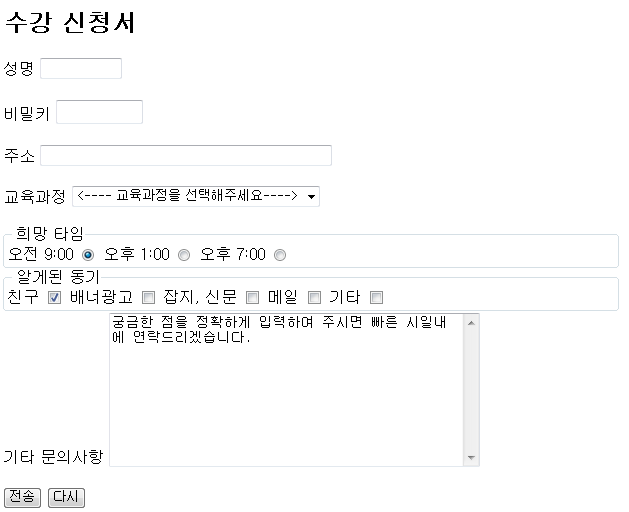 수강 신청서
성명
비밀키
주소
교육과정 <---- 교육과정을 선택해주세요---->
희망 타임
오전 9:00 오후 1:00 오후 7:00
알게된 동기
친구 배너광고 잡지, 신문 메일 기타
궁금한 점을 정확하게 입력하며 주시면 빠른 시일내
에 연락드리겠습니다.
기타 문의사항
전송 다시